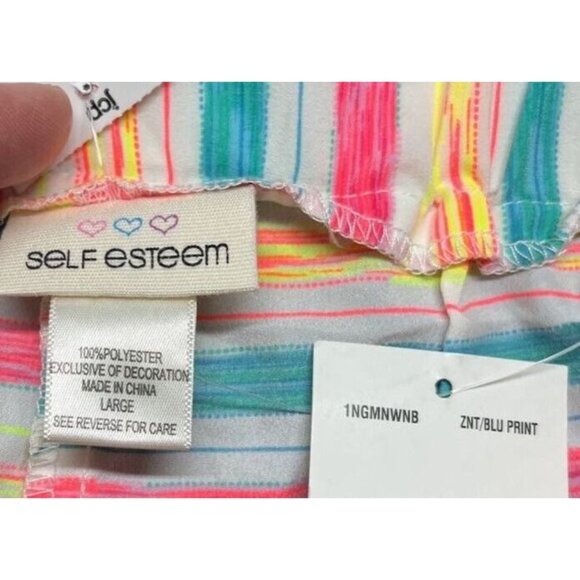 jcp
SELF ESTEEM
100%POLYESTER
EXCLUSIVE OF DECORATION
MADE IN CHINA
LARGE
SEE REVERSE FOR CARE
1NGMNWNB
ZNT/BLU PRINT